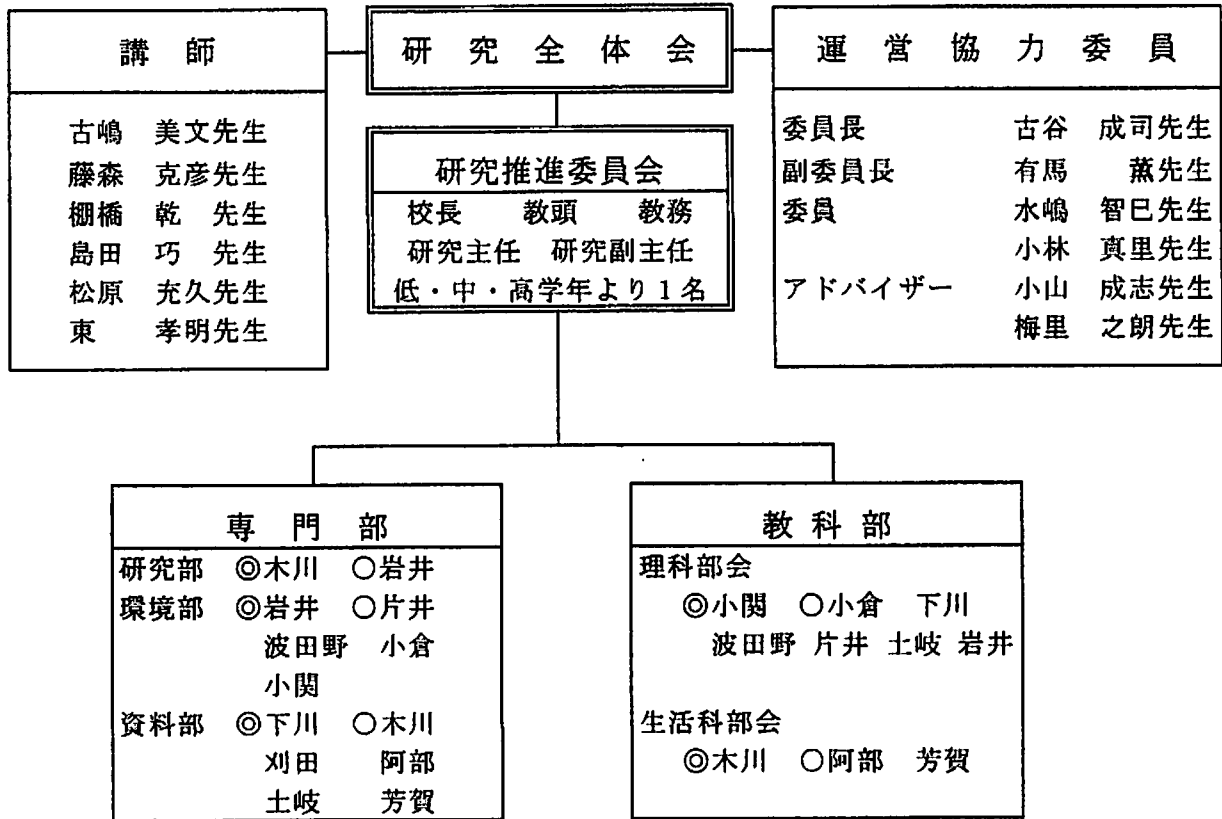 講師
古嶋 美文先生
藤森 克彦先生
棚橋 乾 先生
島田 巧 先生
松原 充久先生
東 孝明先生
研究全体会
研究推進委員会
校長 教頭 教務
研究主任 研究副主任
低・中・高学年より1名
運営協力委員
委員長 古谷 成司先生
副委員長 有馬 薫先生
委員 水嶋 智巳先生
小林 真里先生
アドバイザー 小山 成志先生
梅里 之朗先生
専門部
研究部 ◎木川 ○岩井
環境部 ◎岩井 ○片井
波田野 小倉
小関
資料部 ◎下川 ○木川
刈田 阿部
土岐 芳賀
教科部
理科部会
◎小関 ○小倉 下川
波田野 片井 土岐 岩井
生活科部会
◎木川 ○阿部 芳賀